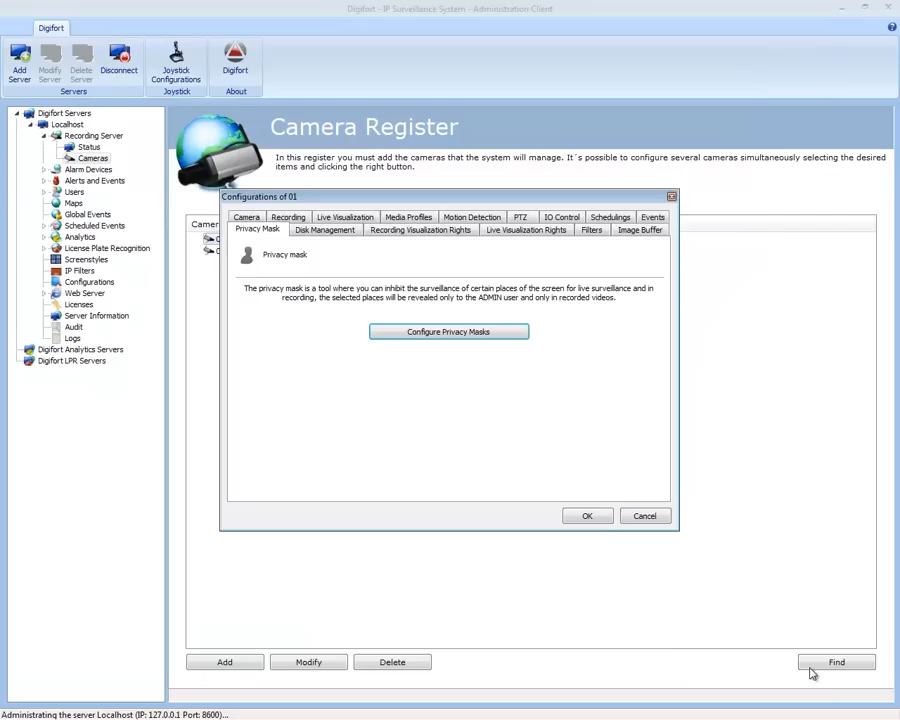 Digifort - IP Surveillance System - Administration Client
Digifort
Add Server
Modify Server
Delete Server
Disconnect
Joystick Configurations
Digifort
Servers
Joystick
About
Digifort Servers
Localhost
Recording Server
Status
Cameras
Alarm Devices
Alerts and Events
Users
Maps
Global Events
Scheduled Events
Analytics
License Plate Recognition
Screenstyles
IP Filters
Configurations
Web Server
Licenses
Server Information
Audit
Logs
Digifort Analytics Servers
Digifort LPR Servers
Camera Register
In this register you must add the cameras that the system will manage. It´s possible to configure several cameras simultaneously selecting the desired
items and clicking the right button.
Configurations of 01
Camera Recording Live Visualization Media Profiles Motion Detection PTZ IO Control Schedulings Events
Privacy Mask Disk Management Recording Visualization Rights Live Visualization Rights Filters Image Buffer
Privacy mask
The privacy mask is a tool where you can inhibit the surveillance of certain places of the screen for live surveillance and in
recording, the selected places will be revealed only to the ADMIN user and only in recorded videos.
Configure Privacy Masks
OK Cancel
Add Modify Delete Find
Administrating the server Localhost (IP: 127.0.0.1 Port: 8600)...